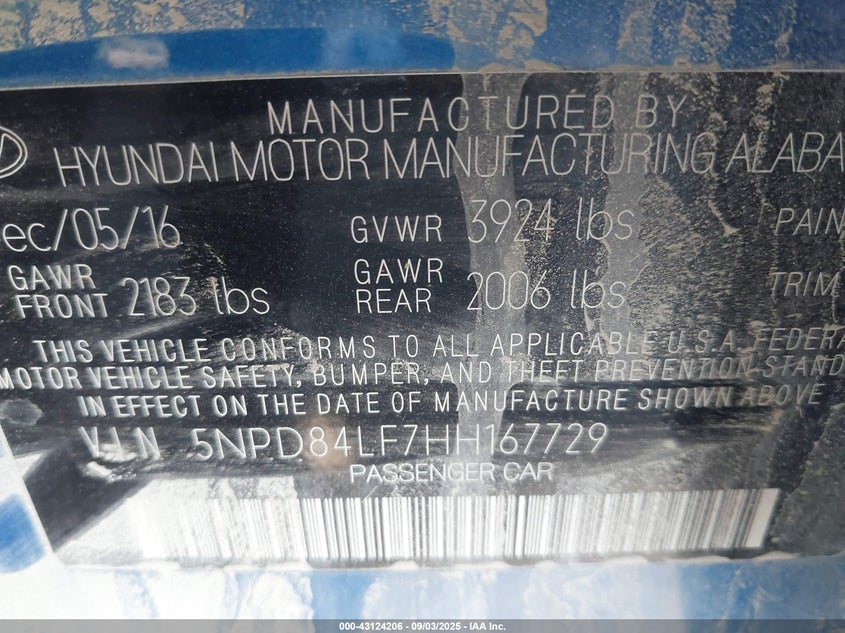 MANUFACTURED BY
HYUNDAI MOTOR MANUFACTURING ALABA
ec/05/16 GVWR 3924 lbs PAIN
GAWR FRONT 2183 lbs GAWR REAR 2006 lbs TRIM
THIS VEHICLE CONFORMS TO ALL APPLICABLE U.S.A. FEDERA
MOTOR VEHICLE SAFETY, BUMPER, AND THEFT PREVENTION STAND
IN EFFECT ON THE DATE OF MANUFACTURE SHOWN ABOVE
V.I.N 5NPD84LF7HH167729
PASSENGER CAR
000-43124206 - 09/03/2025 - IAA Inc.